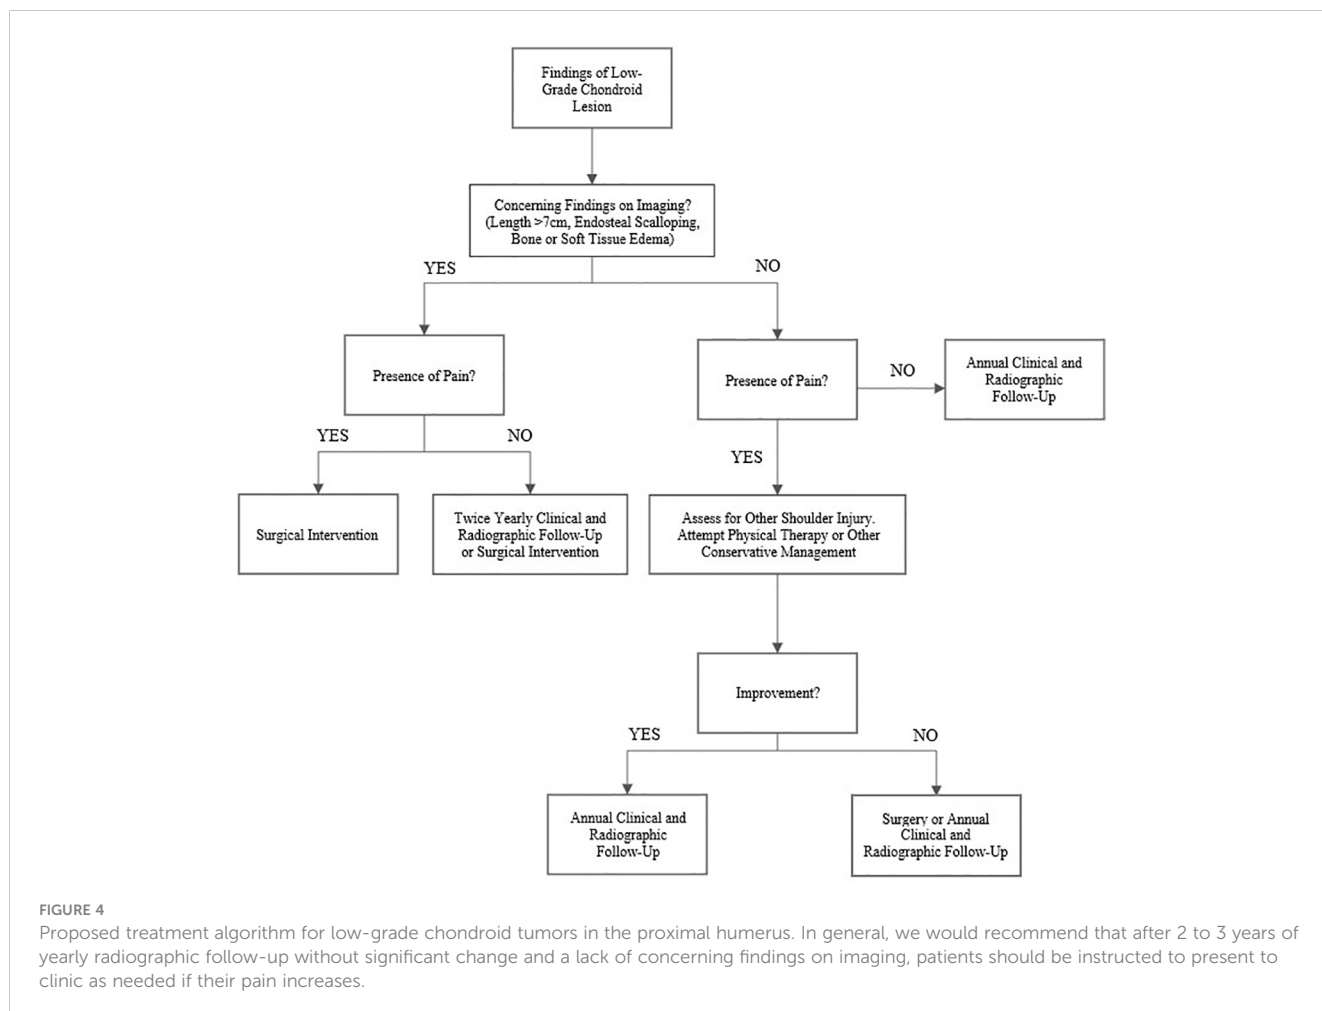 Findings of Low-
Grade Chondroid
Lesion
Concerning Findings on Imaging?
(Length >7cm, Endosteal Scalloping,
Bone or Soft Tissue Edema)
YES
NO
Presence of Pain?
Presence of Pain?
NO
Annual Clinical and
Radiographic
Follow-Up
YES
NO
YES
Surgical Intervention
Twice Yearly Clinical and
Radiographic Follow-Up
or Surgical Intervention
Assess for Other Shoulder Injury.
Attempt Physical Therapy or Other
Conservative Management
Improvement?
YES
NO
Annual Clinical and
Radiographic
Follow-Up
Surgery or Annual
Clinical and
Radiographic Follow-Up
FIGURE 4
Proposed treatment algorithm for low-grade chondroid tumors in the proximal humerus. In general, we would recommend that after 2 to 3 years of
yearly radiographic follow-up without significant change and a lack of concerning findings on imaging, patients should be instructed to present to
clinic as needed if their pain increases.